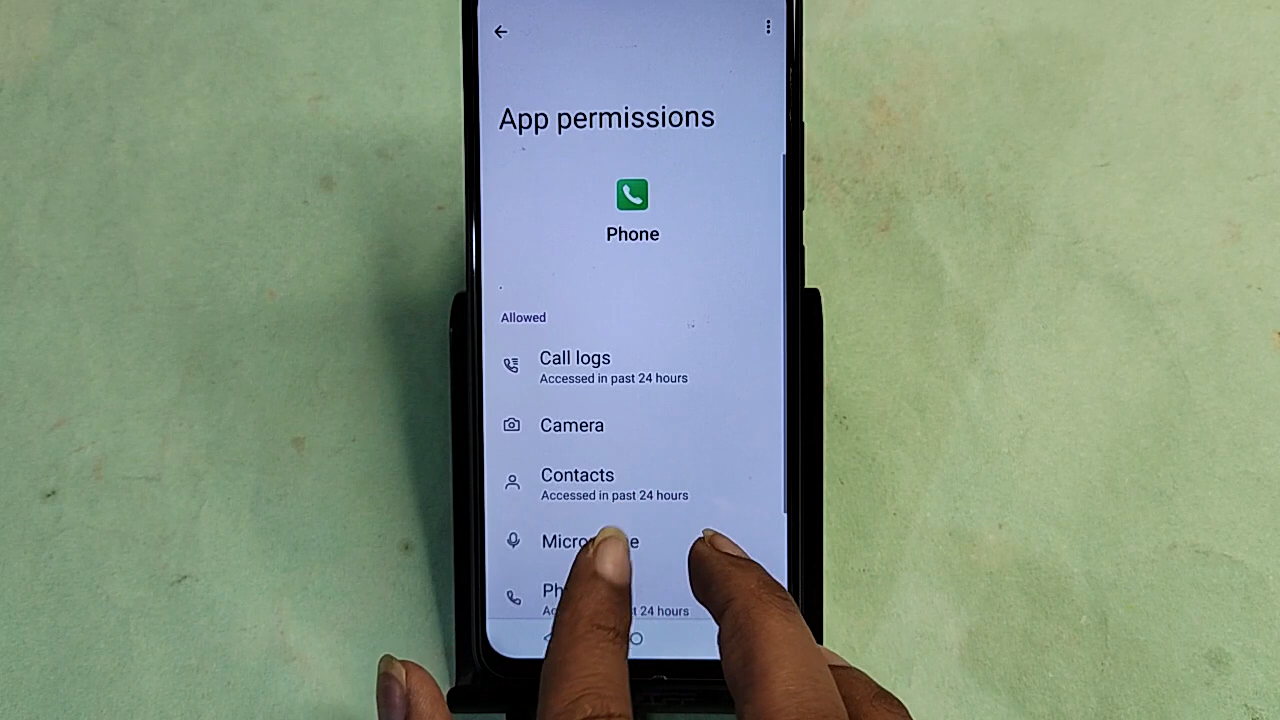 App permissions
Phone
Allowed
Call logs
Accessed in past 24 hours
Camera
Contacts
Accessed in past 24 hours
24 hours